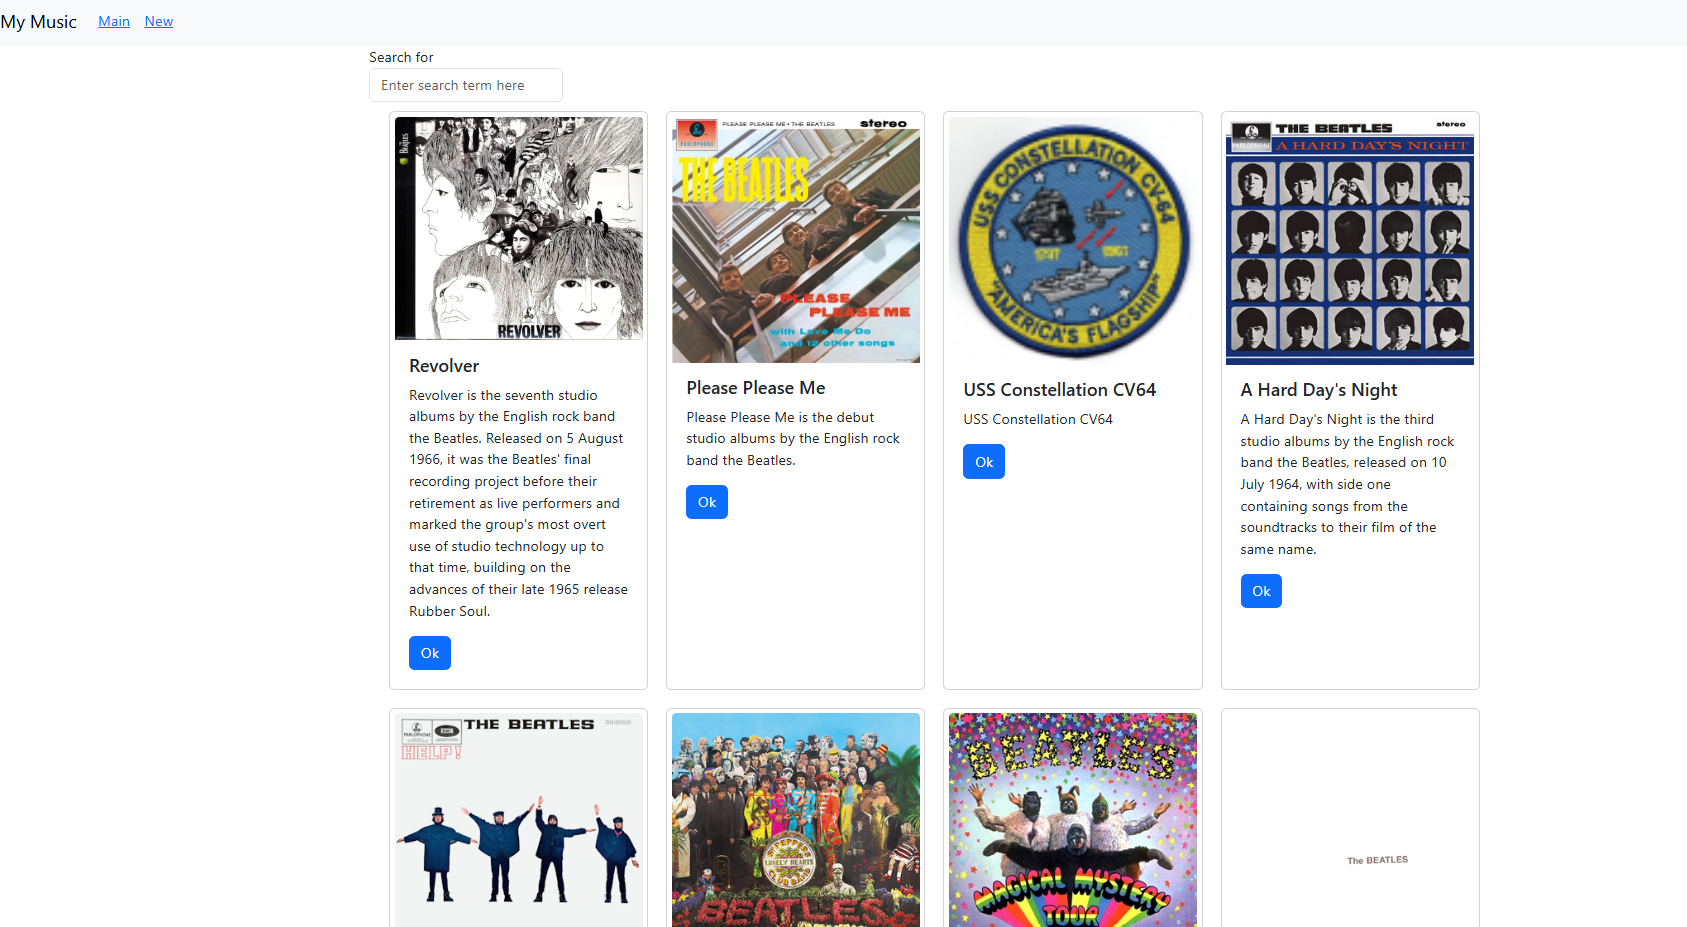 My Music Main New
Search for
Enter search term here
Beatles
REVOLVER
Revolver
Revolver is the seventh studio
albums by the English rock band
the Beatles. Released on 5 August
1966, it was the Beatles' final
recording project before their
retirement as live performers and
marked the group's most overt
use of studio technology up to
that time, building on the
advances of their late 1965 release
Rubber Soul.
Ok
PARLOPHONE
PLEASE PLEASE ME • THE BEATLES
stereo
THE BEATLES
PLEASE
PLEASE ME
with Love Me Do
and 12 other songs
Please Please Me
Please Please Me is the debut
studio albums by the English rock
band the Beatles.
Ok
USS CONSTELLATION CV-64
"AMERICA'S FLAGSHIP"
USS Constellation CV64
USS Constellation CV64
Ok
THE BEATLES
stereo
PARLOPHONE
A HARD DAY'S NIGHT
A Hard Day's Night
A Hard Day's Night is the third
studio albums by the English rock
band the Beatles, released on 10
July 1964, with side one
containing songs from the
soundtracks to their film of the
same name.
Ok
PARLOPHONE
THE BEATLES
MONO
HELP!
SGT. PEPPERS
LONELY HEARTS
CLUB BAND
BEATLES
BEATLES
MAGICAL MYSTERY
TOUR
The BEATLES